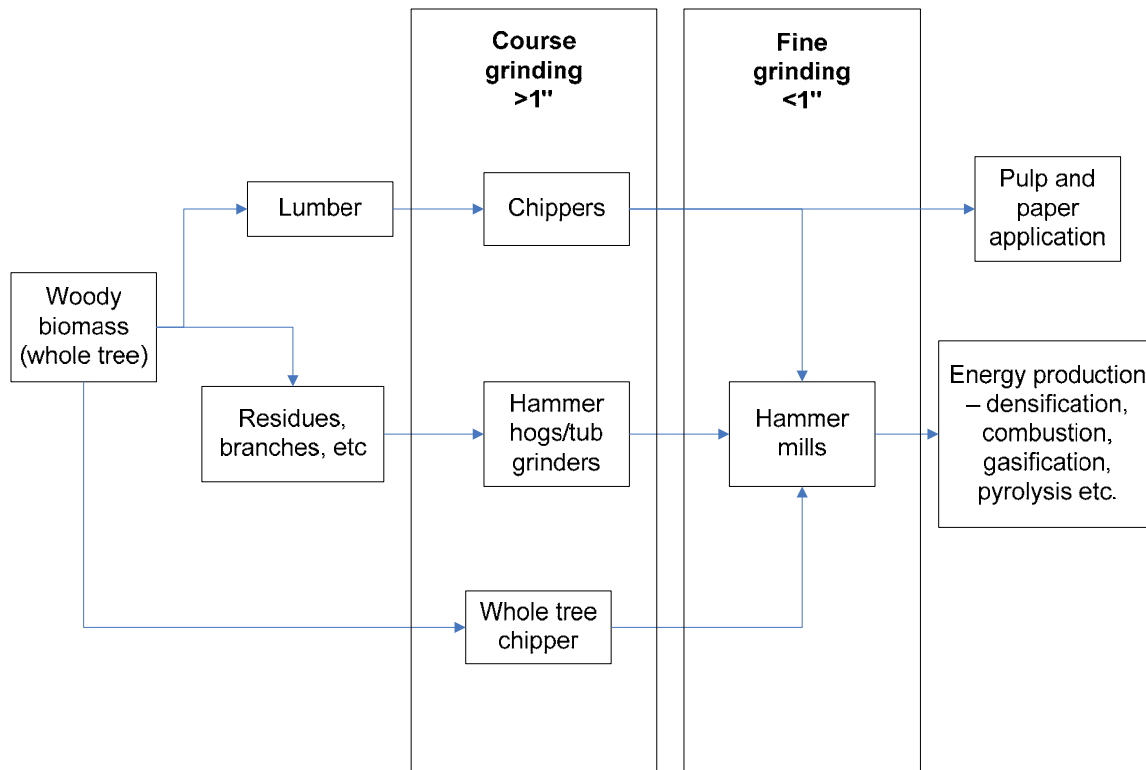 Course
grinding
>1"
Fine
grinding
<1"
Lumber
Chippers
Pulp and
paper
application
Woody
biomass
(whole tree)
Residues,
branches, etc
Hammer
hogs/tub
grinders
Hammer
mills
Energy production
– densification,
combustion,
gasification,
pyrolysis etc.
Whole tree
chipper